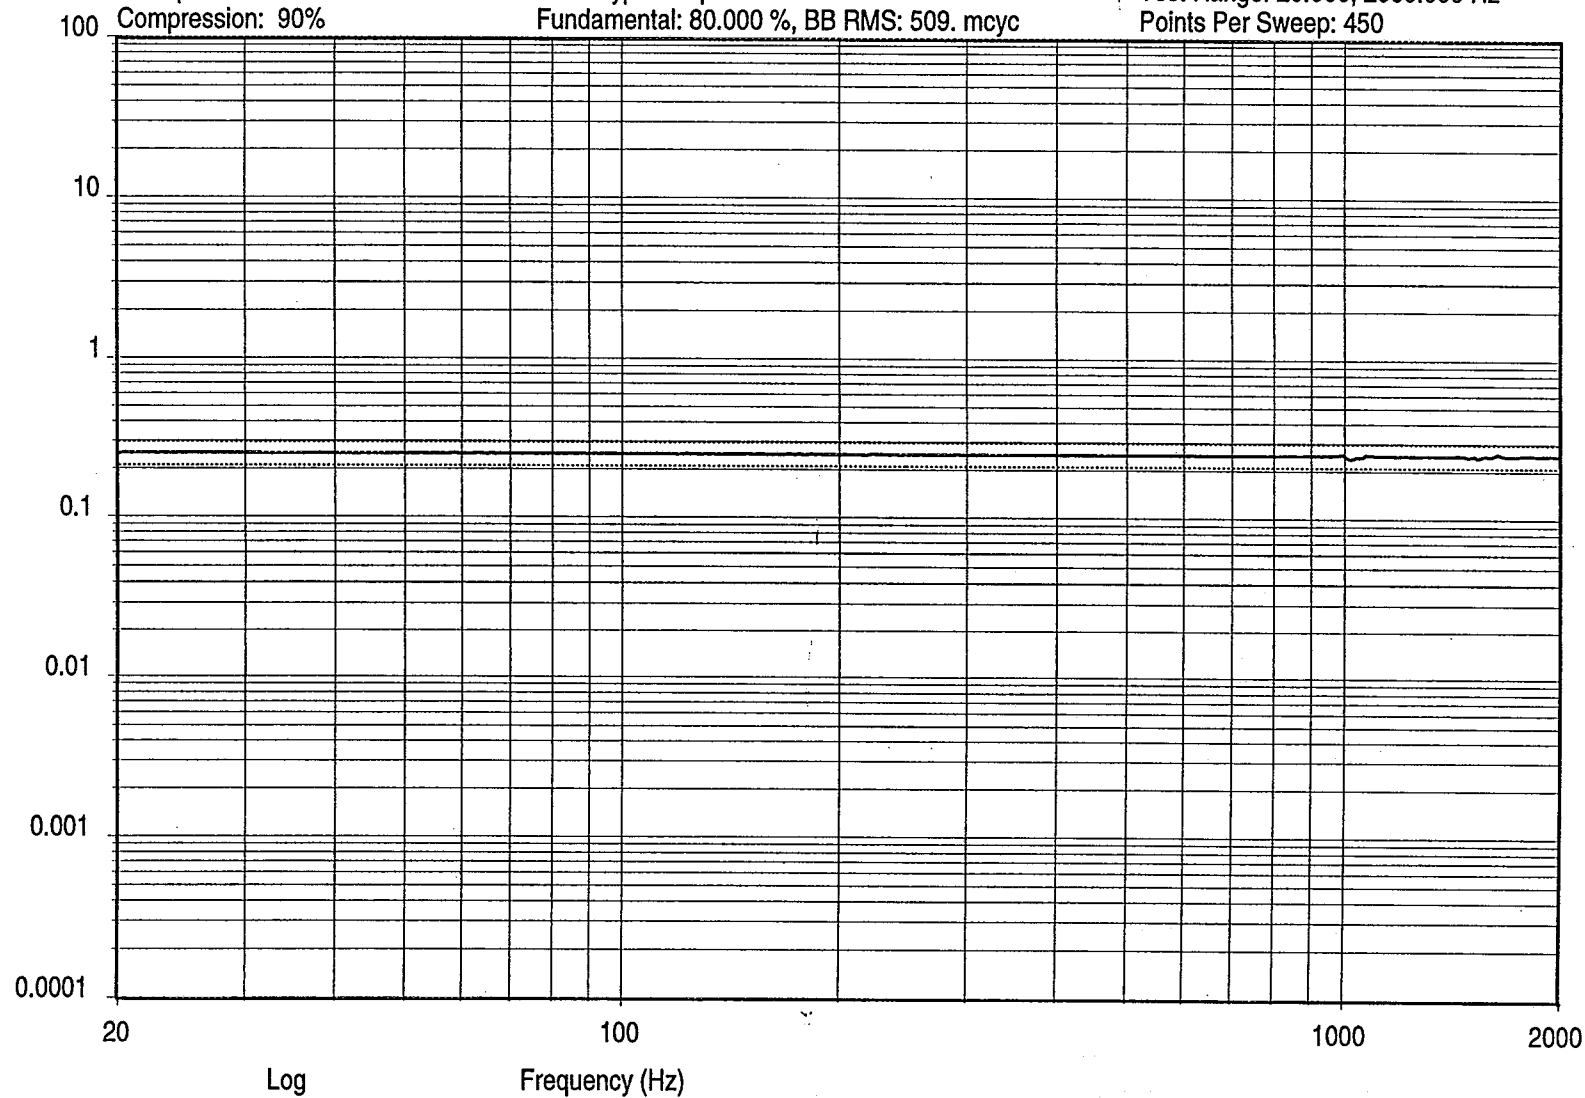 Compression: 90%
Fundamental: 80.000 %, BB RMS: 509. mcyc
Points Per Sweep: 450
100
10
1
0.1
0.01
0.001
0.0001
20
100
1000
2000
Log
Frequency (Hz)